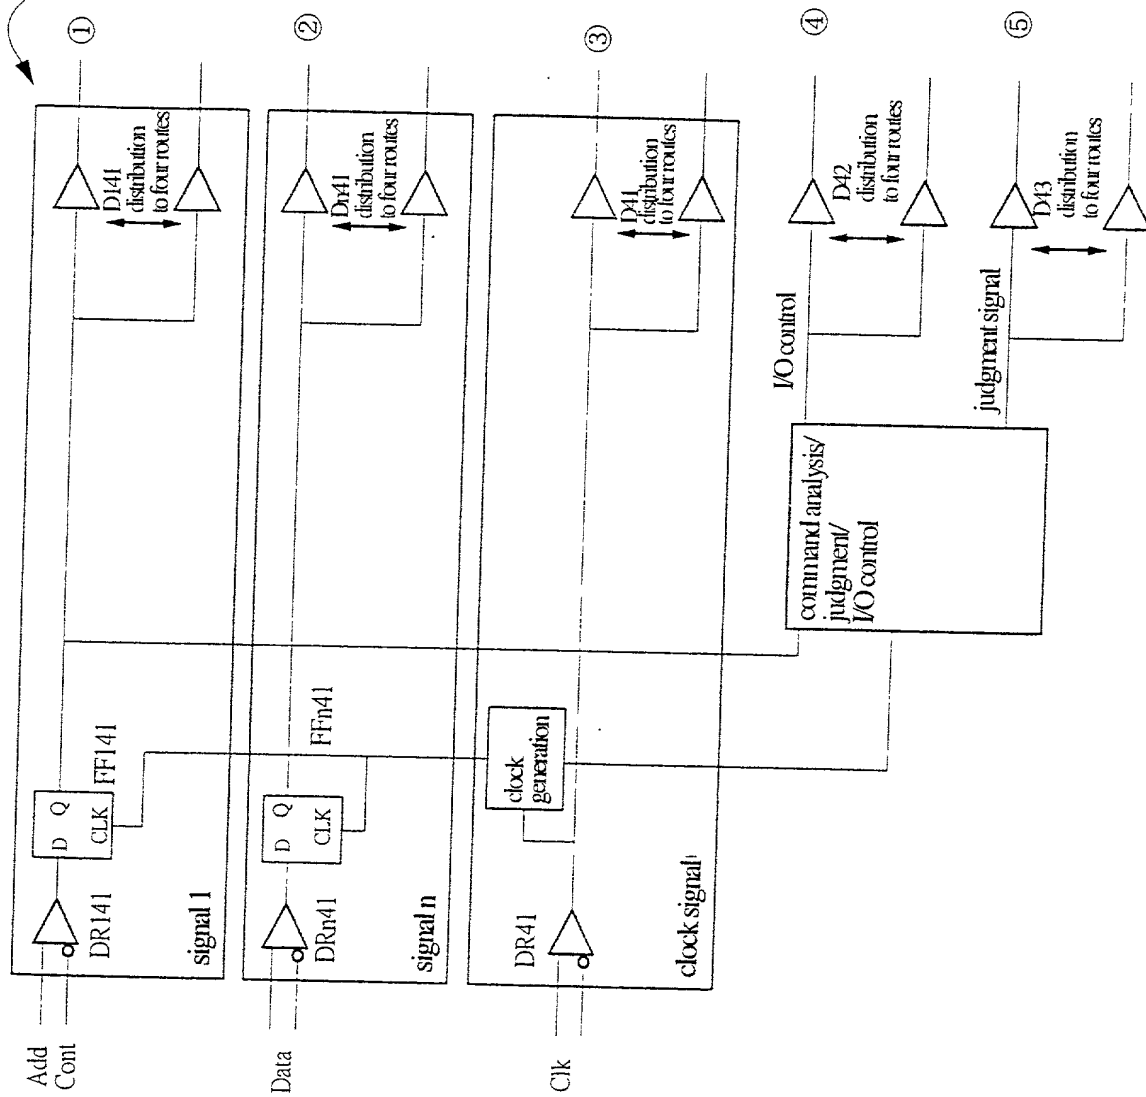 Add
Cont
DR141
D Q
CLK
FF141
signal 1
D141
distribution
to four routes
①
Data
DRn41
D Q
CLK
FFn41
signal n
Dn41
distribution
to four routes
②
Clk
DR41
clock
generation
clock signal
D41
distribution
to four routes
③
command analysis/
judgment/
I/O control
I/O control
D42
distribution
to four routes
④
judgment signal
D43
distribution
to four routes
⑤